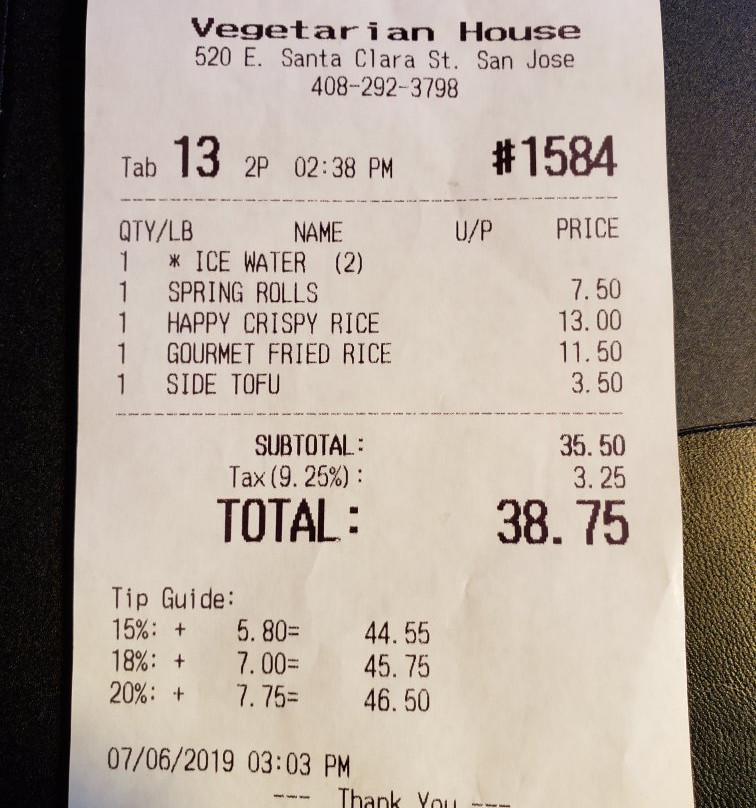 Vegetarian House
520 E. Santa Clara St. San Jose
408-292-3798
Tab 13 2P 02:38 PM #1584
QTY/LB NAME U/P PRICE
1 * ICE WATER (2)
1 SPRING ROLLS 7.50
1 HAPPY CRISPY RICE 13.00
1 GOURMET FRIED RICE 11.50
1 SIDE TOFU 3.50
SUBTOTAL: 35.50
Tax(9.25%): 3.25
TOTAL: 38.75
Tip Guide:
15%: + 5.80= 44.55
18%: + 7.00= 45.75
20%: + 7.75= 46.50
07/06/2019 03:03 PM
--- Thank You ---